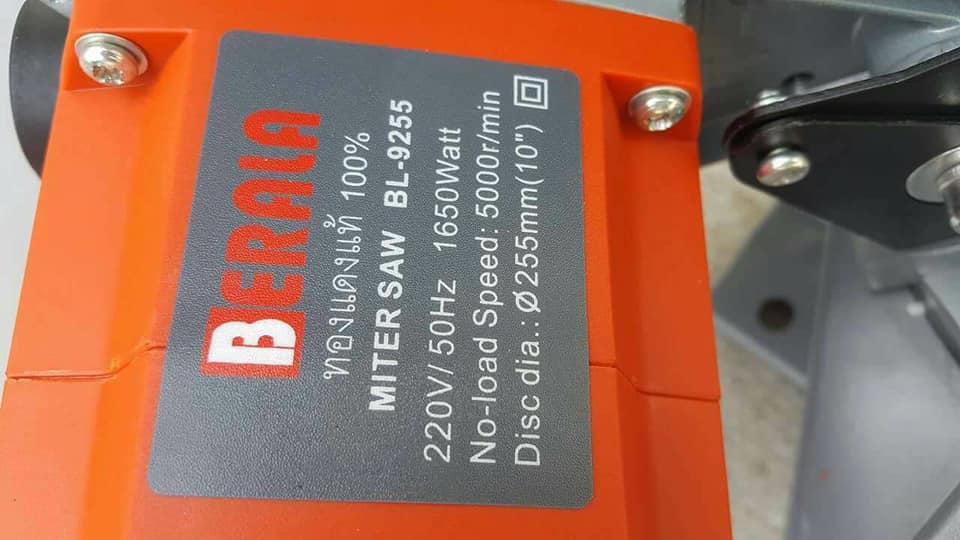 BERALA
ทองแดงแท้ 100%
MITER SAW BL-9255
220V/ 50Hz 1650Watt
No-load Speed: 5000r/min
Disc dia.: Ø255mm(10")